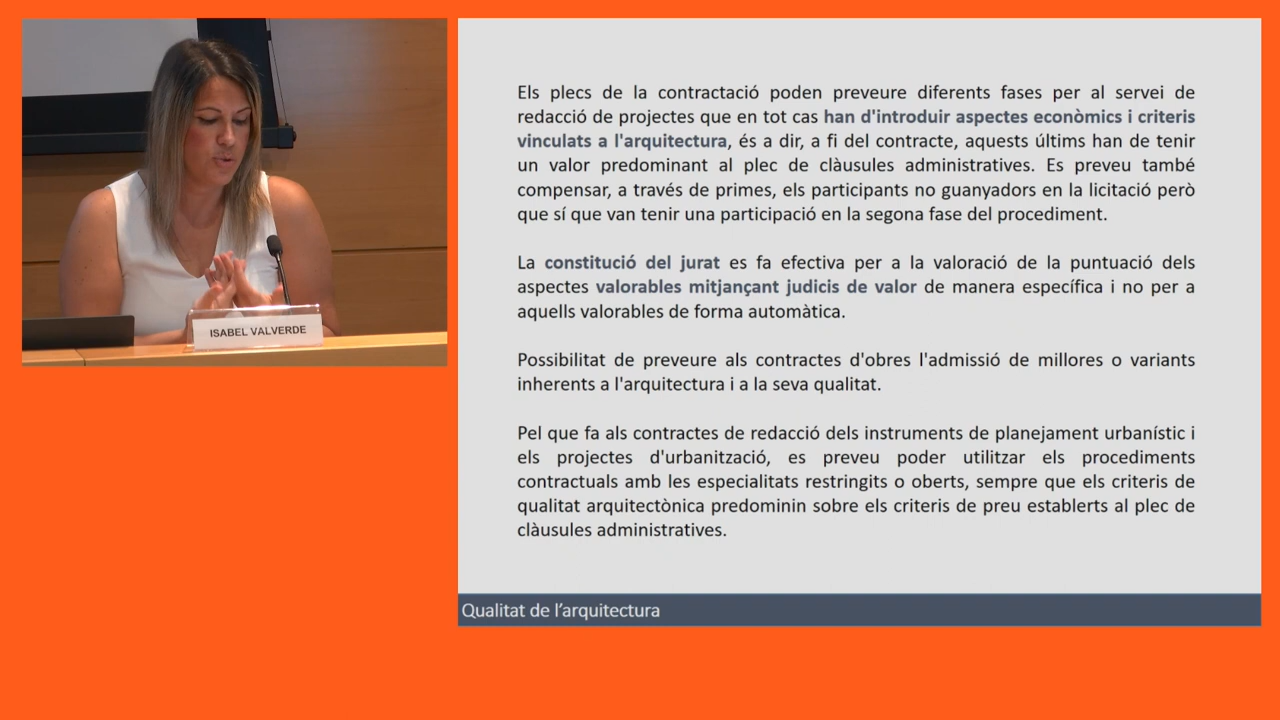 ISABEL VALVERDE
Els plecs de la contractació poden preveure diferents fases per al servei de
redacció de projectes que en tot cas han d'introduir aspectes econòmics i criteris
vinculats a l'arquitectura, és a dir, a fi del contracte, aquests últims han de tenir
un valor predominant al plec de clàusules administratives. Es preveu també
compensar, a través de primes, els participants no guanyadors en la licitació però
que sí que van tenir una participació en la segona fase del procediment.
La constitució del jurat es fa efectiva per a la valoració de la puntuació dels
aspectes valorables mitjançant judicis de valor de manera específica i no per a
aquells valorables de forma automàtica.
Possibilitat de preveure als contractes d'obres l'admissió de millores o variants
inherents a l'arquitectura i a la seva qualitat.
Pel que fa als contractes de redacció dels instruments de planejament urbanístic i
els projectes d'urbanització, es preveu poder utilitzar els procediments
contractuals amb les especialitats restringits o oberts, sempre que els criteris de
qualitat arquitectònica predominin sobre els criteris de preu establerts al plec de
clàusules administratives.
Qualitat de l’arquitectura